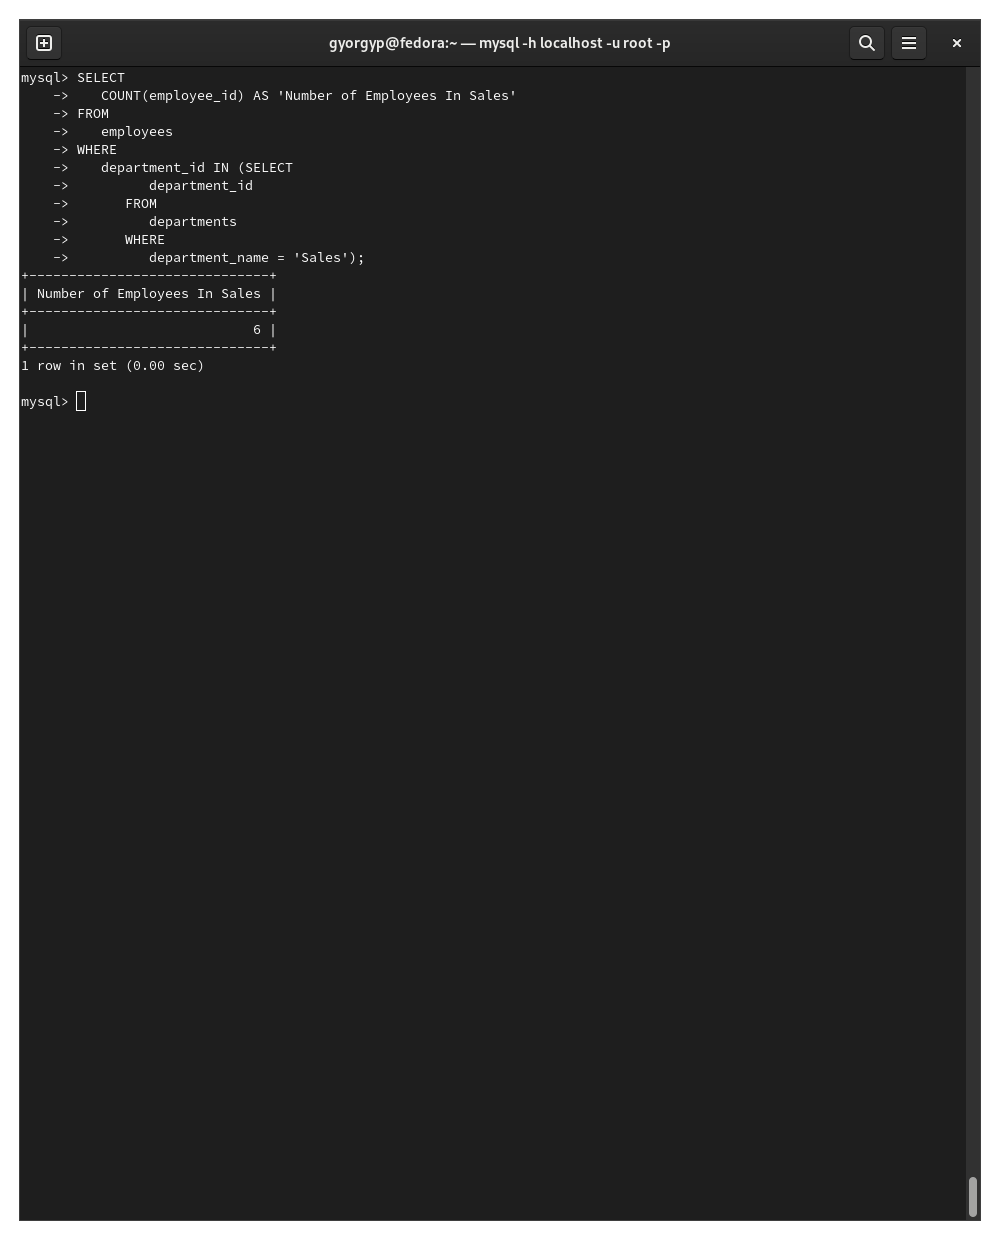 gyorgyp@fedora:~ — mysql -h localhost -u root -p
mysql> SELECT
    ->    COUNT(employee_id) AS 'Number of Employees In Sales'
    -> FROM
    ->    employees
    -> WHERE
    ->    department_id IN (SELECT
    ->          department_id
    ->       FROM
    ->          departments
    ->       WHERE
    ->          department_name = 'Sales');
+------------------------------+
| Number of Employees In Sales |
+------------------------------+
|                            6 |
+------------------------------+
1 row in set (0.00 sec)
mysql>